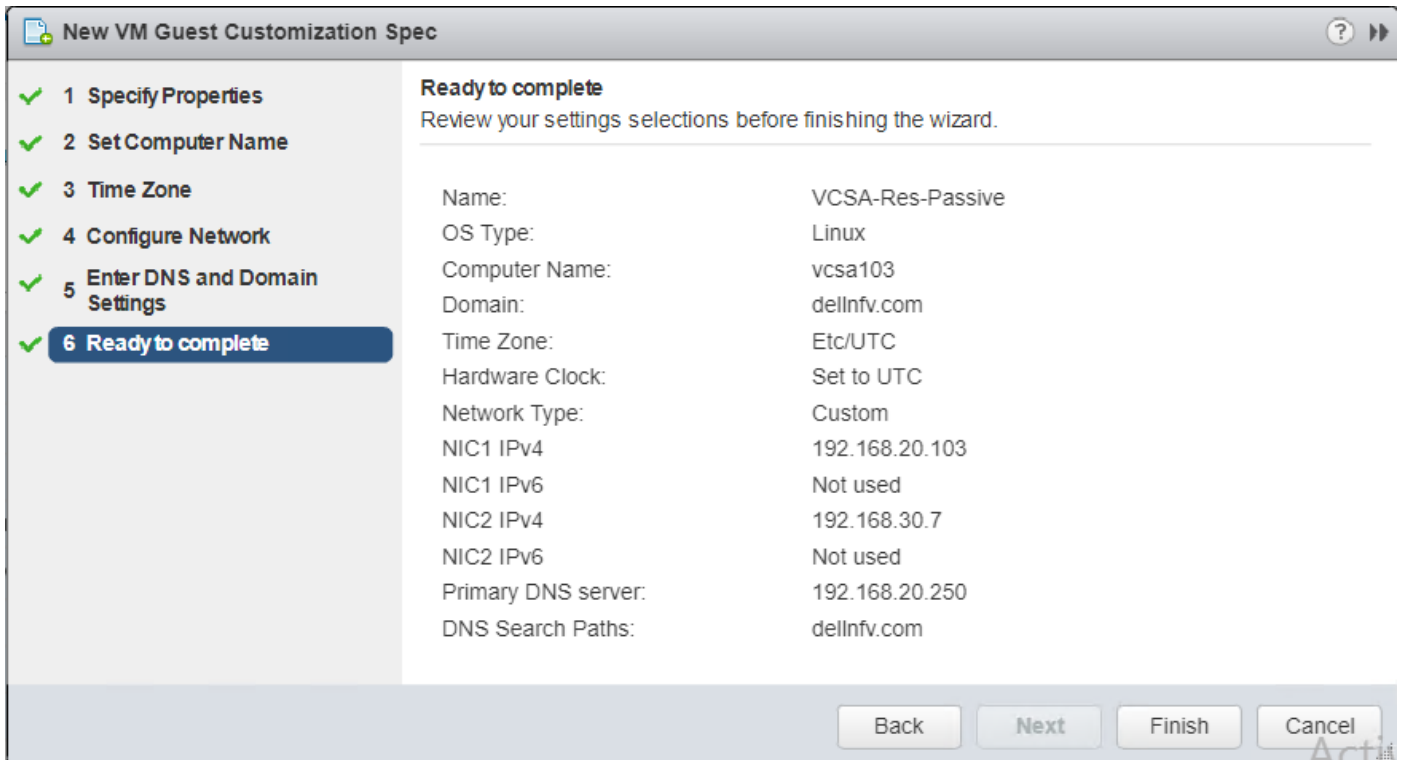 New VM Guest Customization Spec
1 Specify Properties
2 Set Computer Name
3 Time Zone
4 Configure Network
5 Enter DNS and Domain
Settings
6 Ready to complete
Ready to complete
Review your settings selections before finishing the wizard.
Name: VCSA-Res-Passive
OS Type: Linux
Computer Name: vcsa103
Domain: dellnfv.com
Time Zone: Etc/UTC
Hardware Clock: Set to UTC
Network Type: Custom
NIC1 IPv4 192.168.20.103
NIC1 IPv6 Not used
NIC2 IPv4 192.168.30.7
NIC2 IPv6 Not used
Primary DNS server: 192.168.20.250
DNS Search Paths: dellnfv.com
Back Next Finish Cancel